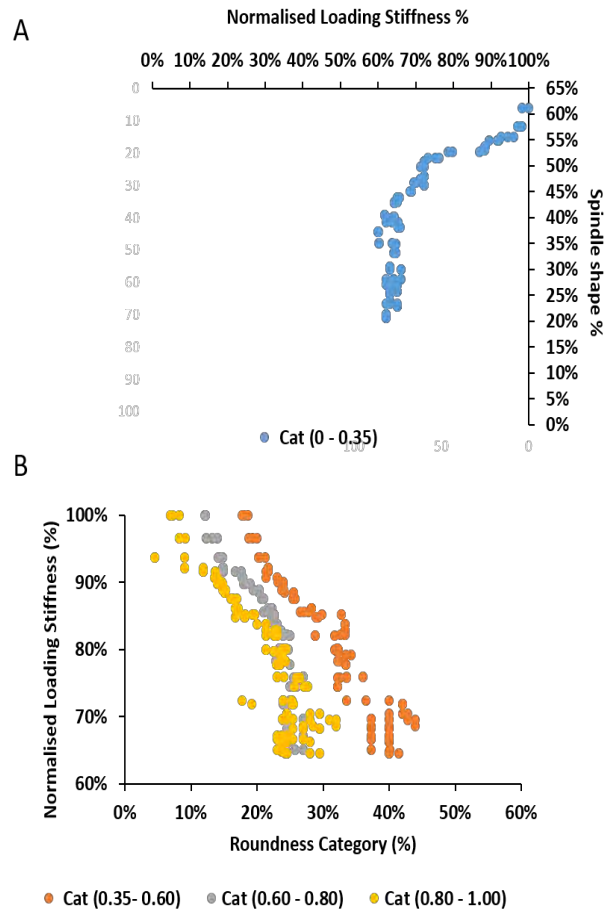 A
Normalised Loading Stiffness %
0% 10% 20% 30% 40% 50% 60% 70% 80% 90% 100%
0 65%
10 60%
55%
20 50%
30 45%
40 40%
35%
50 30%
60 25%
70 20%
80 15%
10%
90 5%
100 0%
Spindle shape %
Cat (0 - 0.35)
100 50 0
B
Normalised Loading Stiffness (%)
100%
90%
80%
70%
60%
0% 10% 20% 30% 40% 50% 60%
Roundness Category (%)
Cat (0.35- 0.60) Cat (0.60 - 0.80) Cat (0.80 - 1.00)